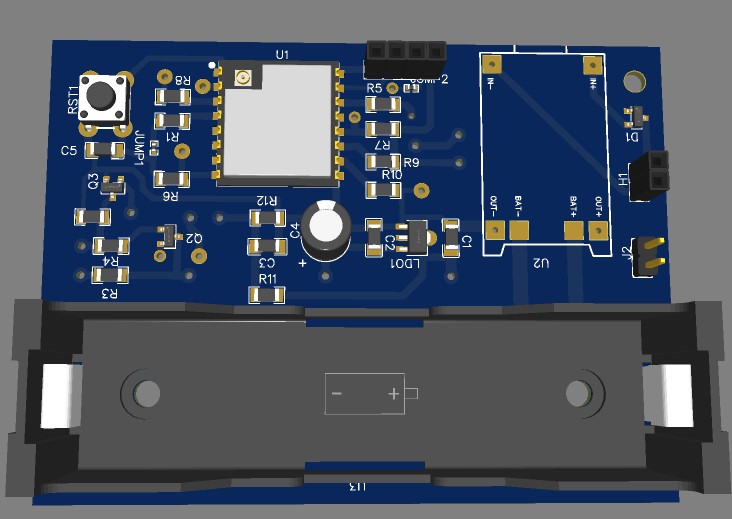 U1
R8
RST1
R1
JUMP1
C5
R6
Q3
R4
R3
Q2
R12
C3
R11
C4
+
R5
R7
R9
R10
C2
LDO1
C1
IN-
IN+
OUT-
BAT-
BAT+
OUT+
U2
D1
H1
J2
- +
U3